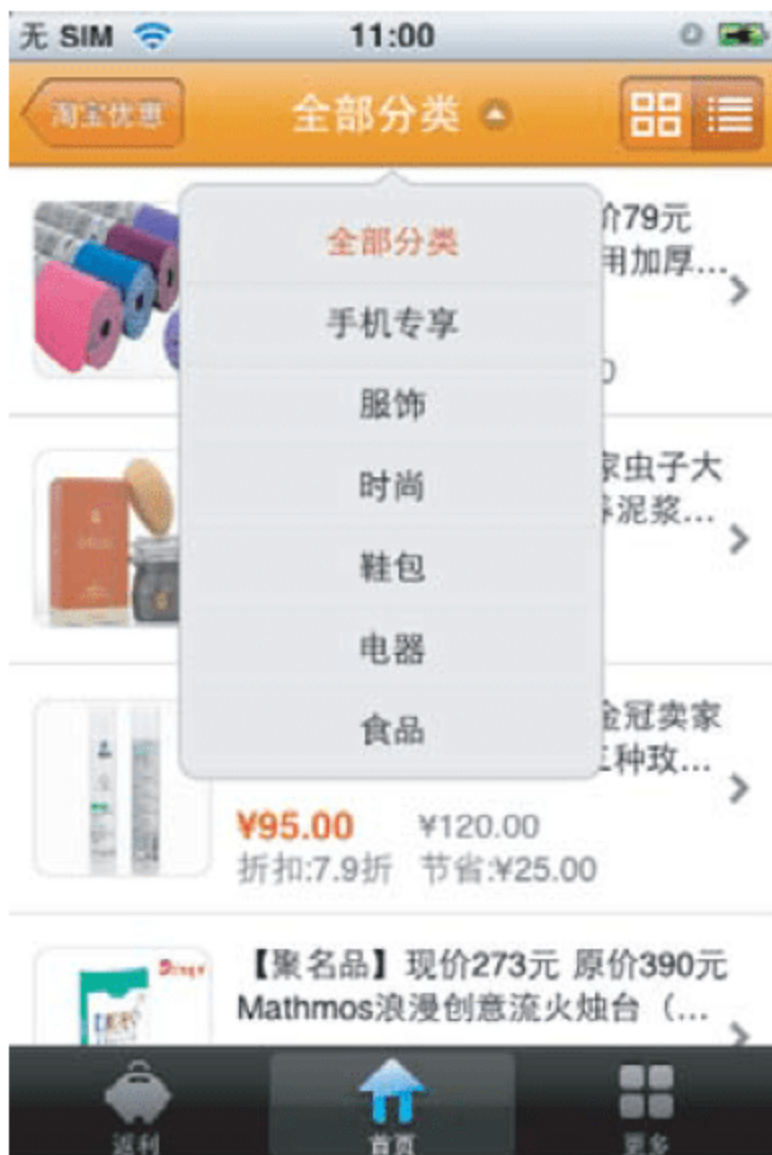 无 SIM 11:00
淘宝优惠 全部分类
全部分类
手机专享
服饰
时尚
鞋包
电器
食品
价79元
用加厚...
家虫子大
泥浆...
金冠卖家
三种玫...
¥95.00 ¥120.00
折扣:7.9折 节省:¥25.00
【聚名品】现价273元 原价390元
Mathmos浪漫创意流火烛台（...
返利 首页 更多